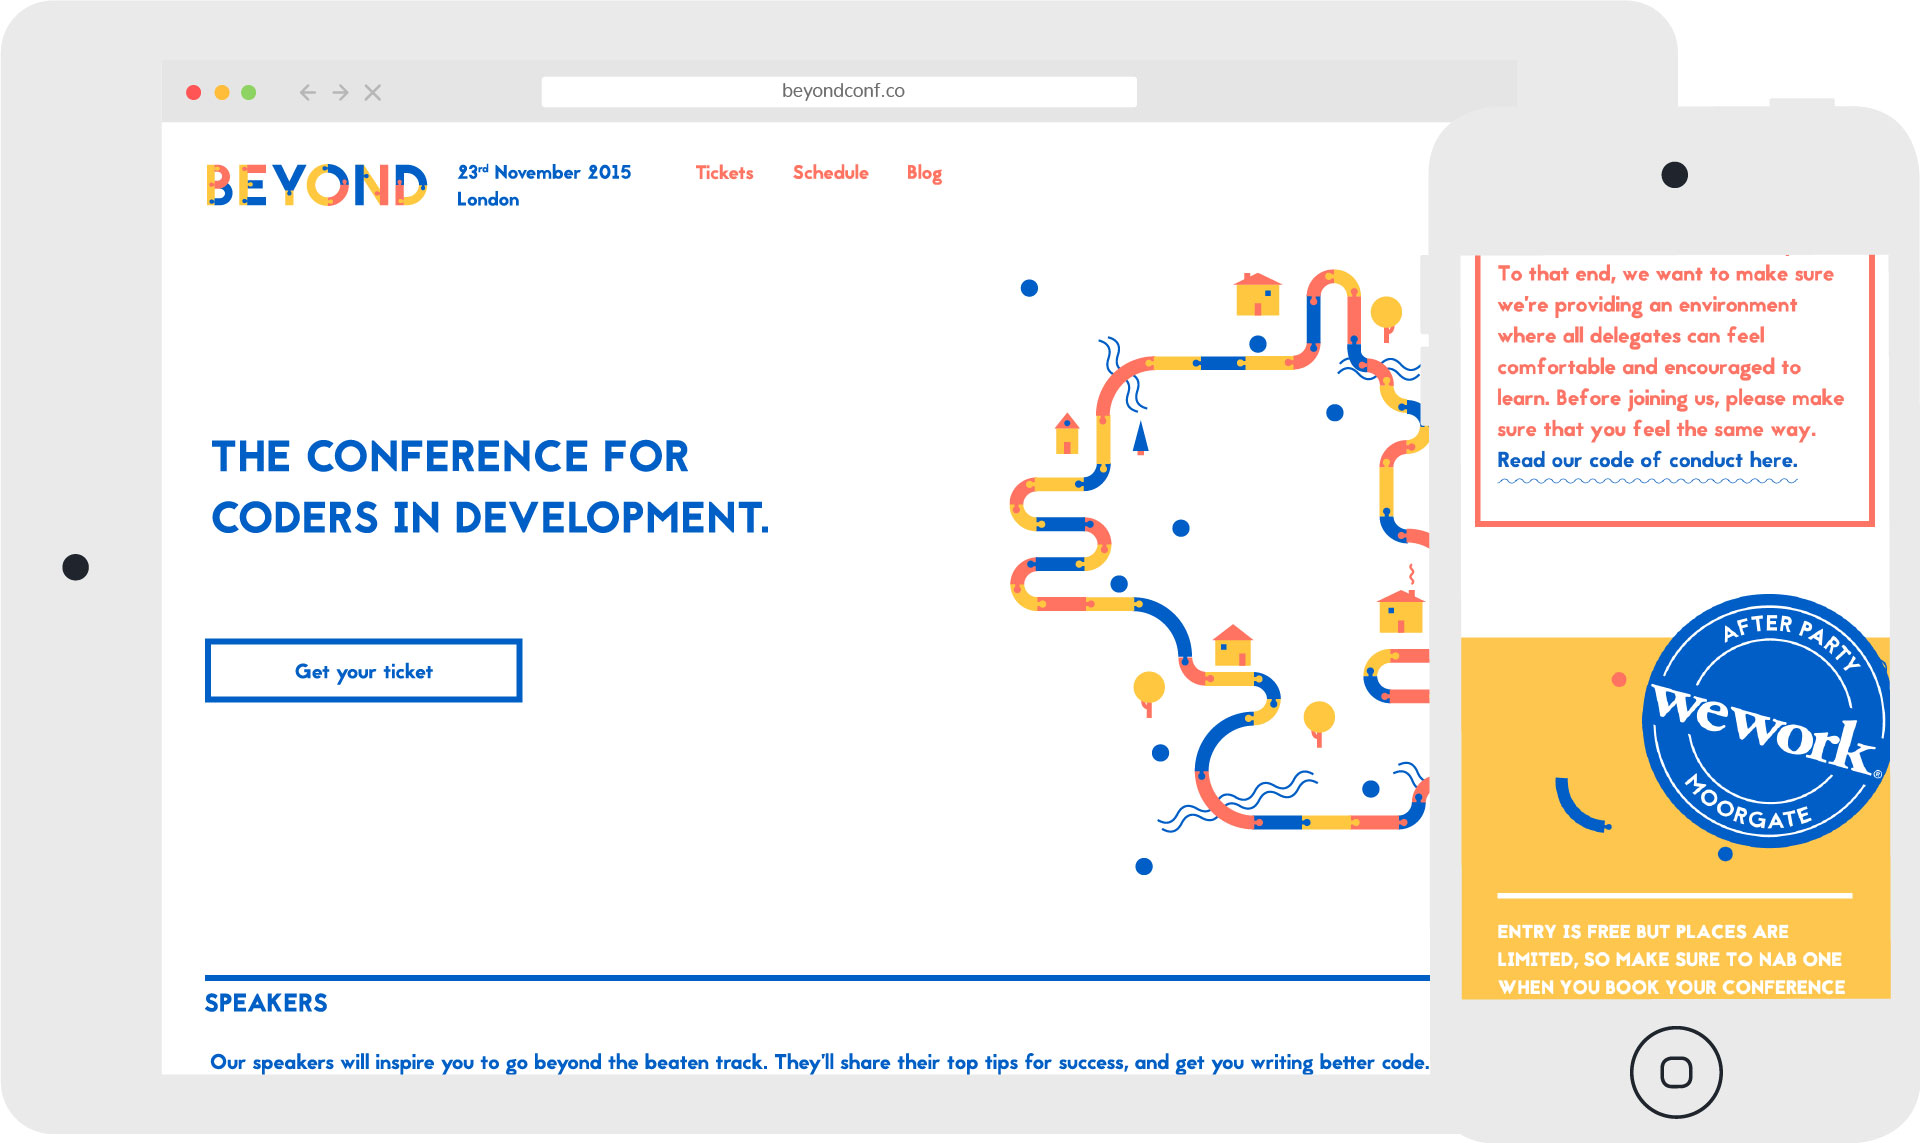 beyondconf.co
BEYOND
23rd November 2015
London
Tickets
Schedule
Blog
THE CONFERENCE FOR
CODERS IN DEVELOPMENT.
Get your ticket
SPEAKERS
Our speakers will inspire you to go beyond the beaten track. They'll share their top tips for success, and get you writing better code.
To that end, we want to make sure
we're providing an environment
where all delegates can feel
comfortable and encouraged to
learn. Before joining us, please make
sure that you feel the same way.
Read our code of conduct here.
AFTER PARTY
wework®
MOORGATE
ENTRY IS FREE BUT PLACES ARE
LIMITED, SO MAKE SURE TO NAB ONE
WHEN YOU BOOK YOUR CONFERENCE